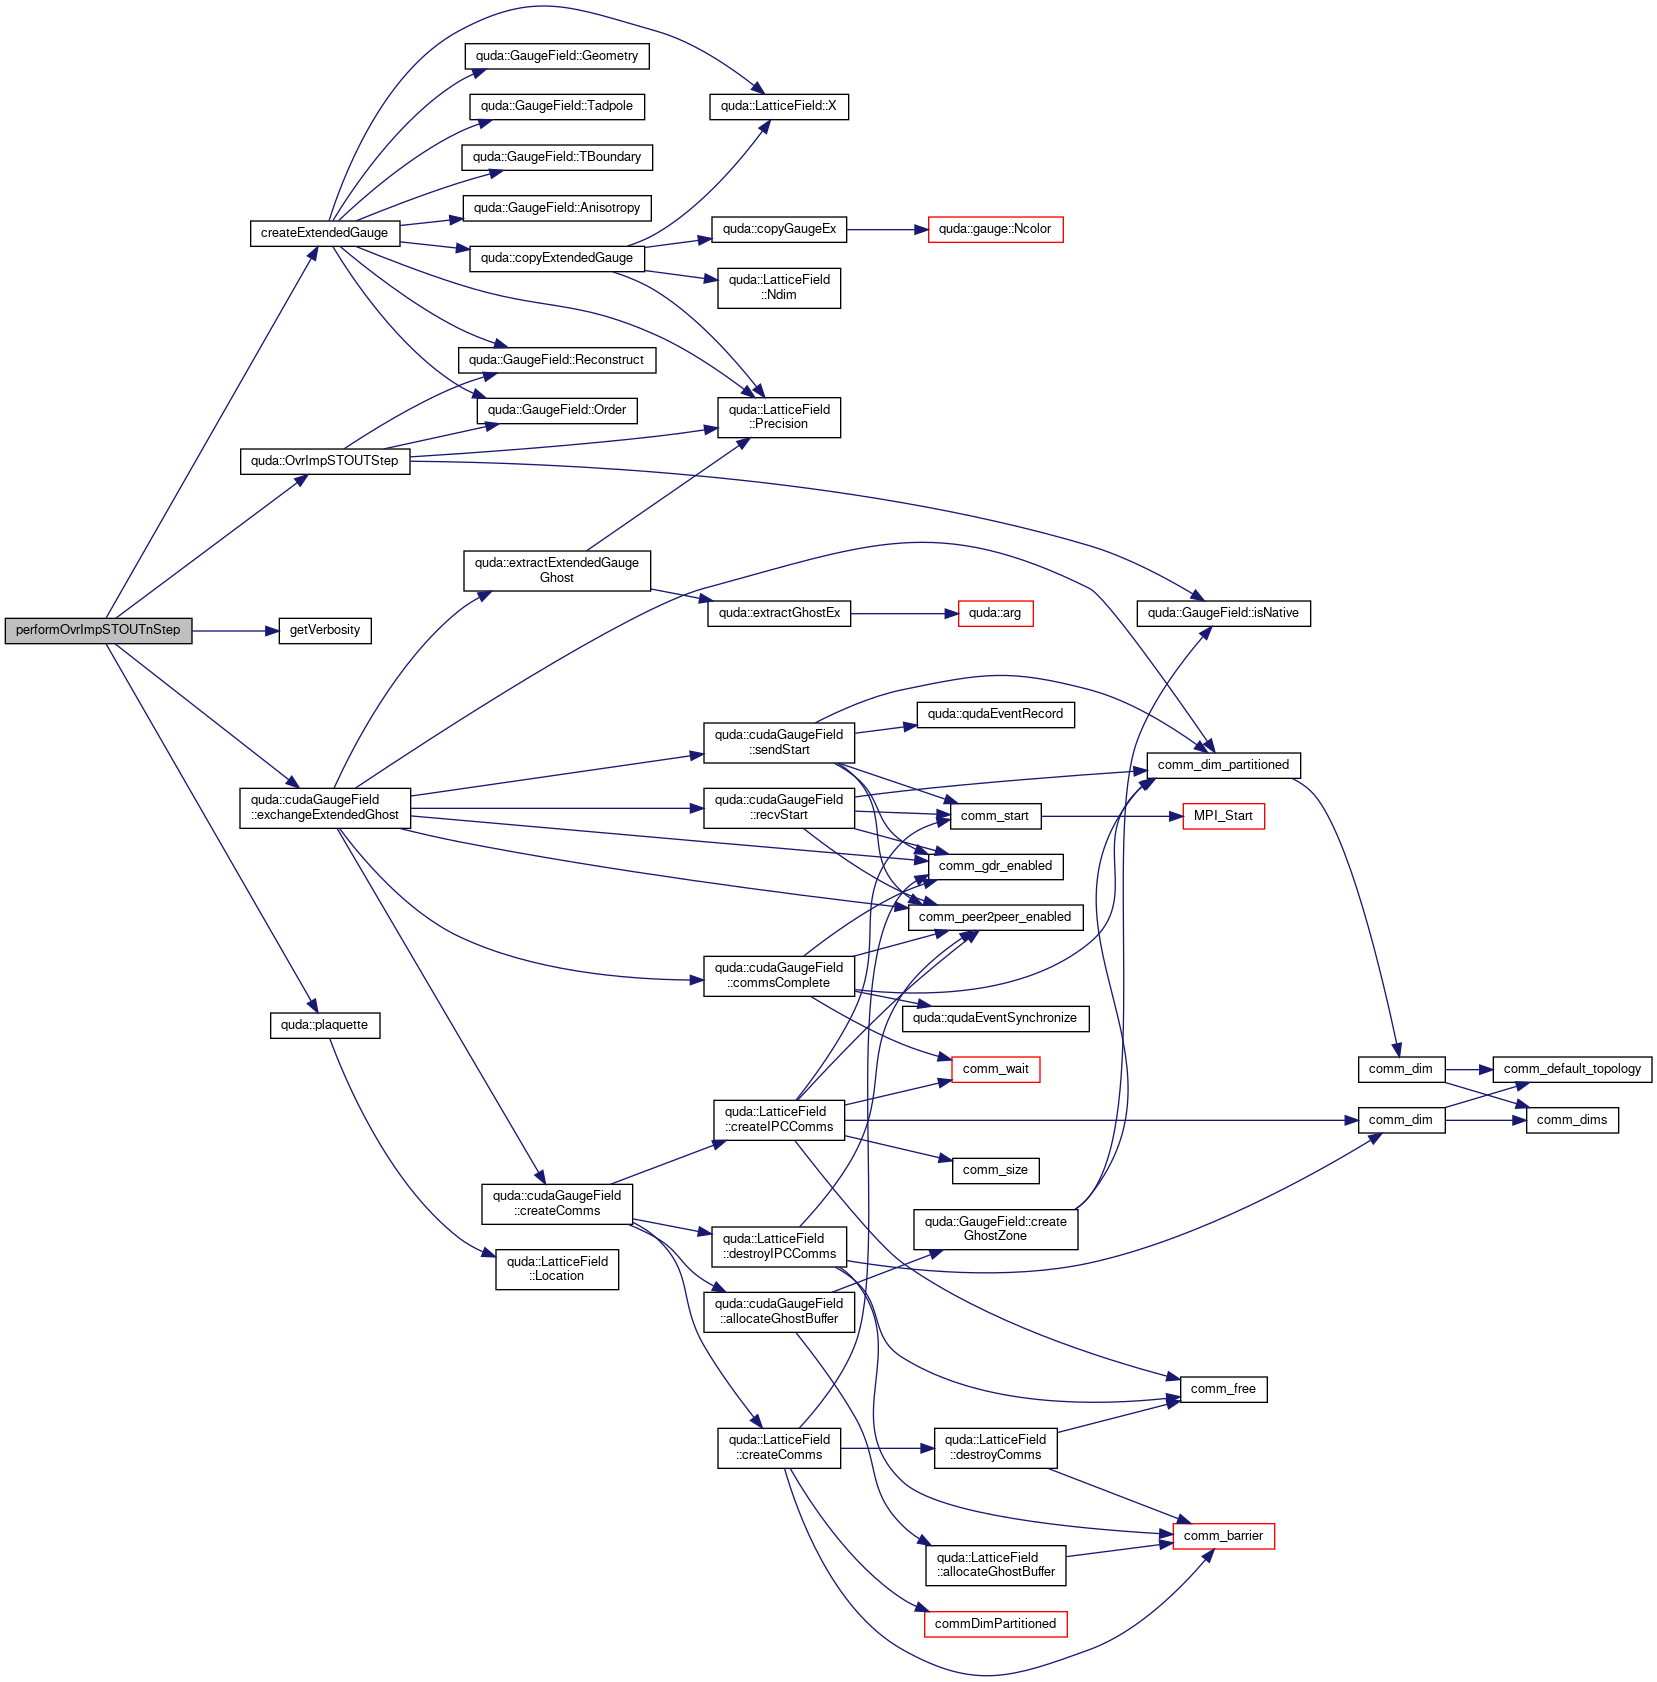 performOvrImpSTOUTnStep
createExtendedGauge
quda::OvrImpSTOUTStep
getVerbosity
quda::cudaGaugeField
::exchangeExtendedGhost
quda::plaquette
quda::GaugeField::Geometry
quda::GaugeField::Tadpole
quda::GaugeField::TBoundary
quda::GaugeField::Anisotropy
quda::copyExtendedGauge
quda::GaugeField::Reconstruct
quda::GaugeField::Order
quda::extractExtendedGauge
Ghost
quda::cudaGaugeField
::createComms
quda::LatticeField
::Location
quda::LatticeField::X
quda::copyGaugeEx
quda::LatticeField
::Ndim
quda::LatticeField
::Precision
quda::extractGhostEx
quda::cudaGaugeField
::sendStart
quda::cudaGaugeField
::recvStart
quda::cudaGaugeField
::commsComplete
quda::LatticeField
::createIPCComms
quda::LatticeField
::destroyIPCComms
quda::cudaGaugeField
::allocateGhostBuffer
quda::LatticeField
::createComms
quda::gauge::Ncolor
quda::arg
quda::qudaEventRecord
comm_start
comm_gdr_enabled
comm_peer2peer_enabled
quda::qudaEventSynchronize
comm_wait
comm_size
quda::GaugeField::create
GhostZone
quda::LatticeField
::destroyComms
quda::LatticeField
::allocateGhostBuffer
commDimPartitioned
quda::GaugeField::isNative
comm_dim_partitioned
MPI_Start
comm_free
comm_barrier
comm_dim
comm_dim
comm_default_topology
comm_dims